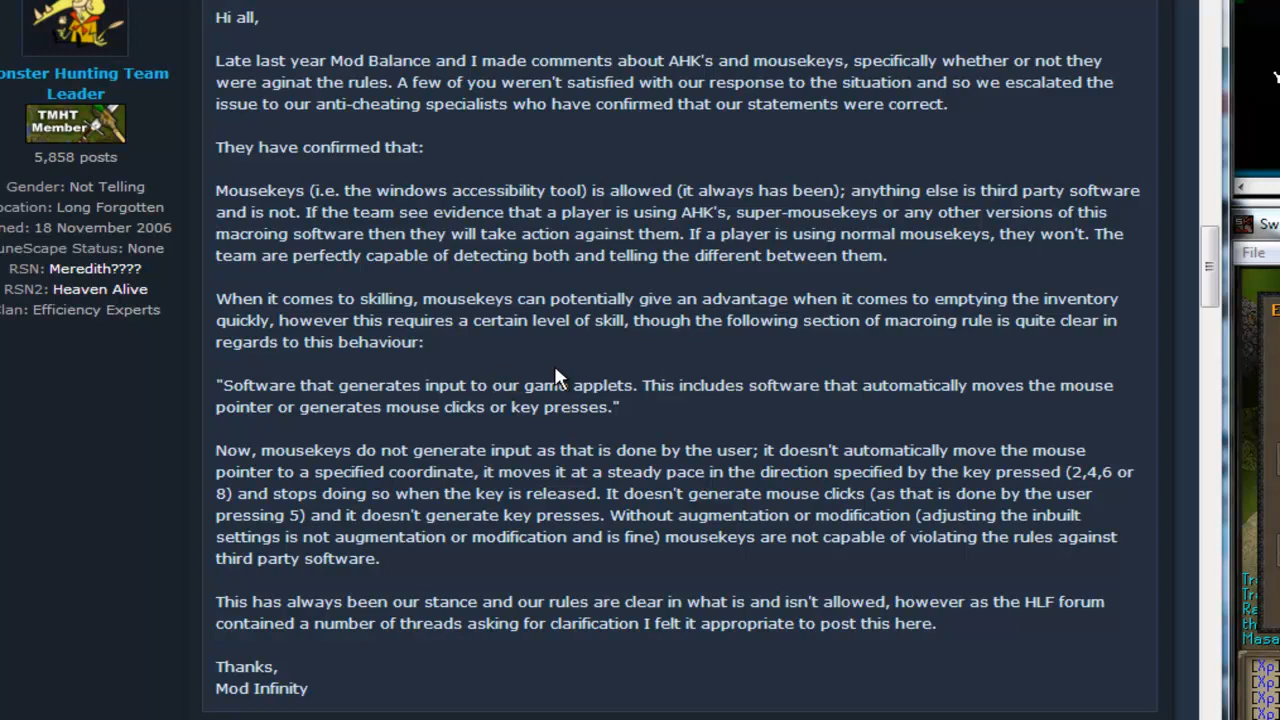 Hi all,
Late last year Mod Balance and I made comments about AHK's and mousekeys, specifically whether or not they
were aginat the rules. A few of you weren't satisfied with our response to the situation and so we escalated the
issue to our anti-cheating specialists who have confirmed that our statements were correct.
They have confirmed that:
Mousekeys (i.e. the windows accessibility tool) is allowed (it always has been); anything else is third party software
and is not. If the team see evidence that a player is using AHK's, super-mousekeys or any other versions of this
macroing software then they will take action against them. If a player is using normal mousekeys, they won't. The
team are perfectly capable of detecting both and telling the different between them.
When it comes to skilling, mousekeys can potentially give an advantage when it comes to emptying the inventory
quickly, however this requires a certain level of skill, though the following section of macroing rule is quite clear in
regards to this behaviour:
"Software that generates input to our game applets. This includes software that automatically moves the mouse
pointer or generates mouse clicks or key presses."
Now, mousekeys do not generate input as that is done by the user; it doesn't automatically move the mouse
pointer to a specified coordinate, it moves it at a steady pace in the direction specified by the key pressed (2,4,6 or
8) and stops doing so when the key is released. It doesn't generate mouse clicks (as that is done by the user
pressing 5) and it doesn't generate key presses. Without augmentation or modification (adjusting the inbuilt
settings is not augmentation or modification and is fine) mousekeys are not capable of violating the rules against
third party software.
This has always been our stance and our rules are clear in what is and isn't allowed, however as the HLF forum
contained a number of threads asking for clarification I felt it appropriate to post this here.
Thanks,
Mod Infinity
onster Hunting Team
Leader
TMHT
Member
5,858 posts
Gender: Not Telling
ocation: Long Forgotten
ned: 18 November 2006
uneScape Status: None
RSN: Meredith????
RSN2: Heaven Alive
Clan: Efficiency Experts
Sw
File
Tr
Tr
Ra
th
Masa
[Xp
[Xp
[Xp
[Xp